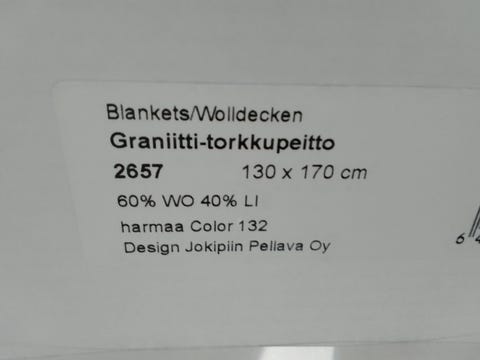 Blankets/Wolldecken
Graniitti-torkkupeitto
2657 130 x 170 cm
60% WO 40% LI
harmaa Color 132
Design Jokipiin Pellava Oy
6